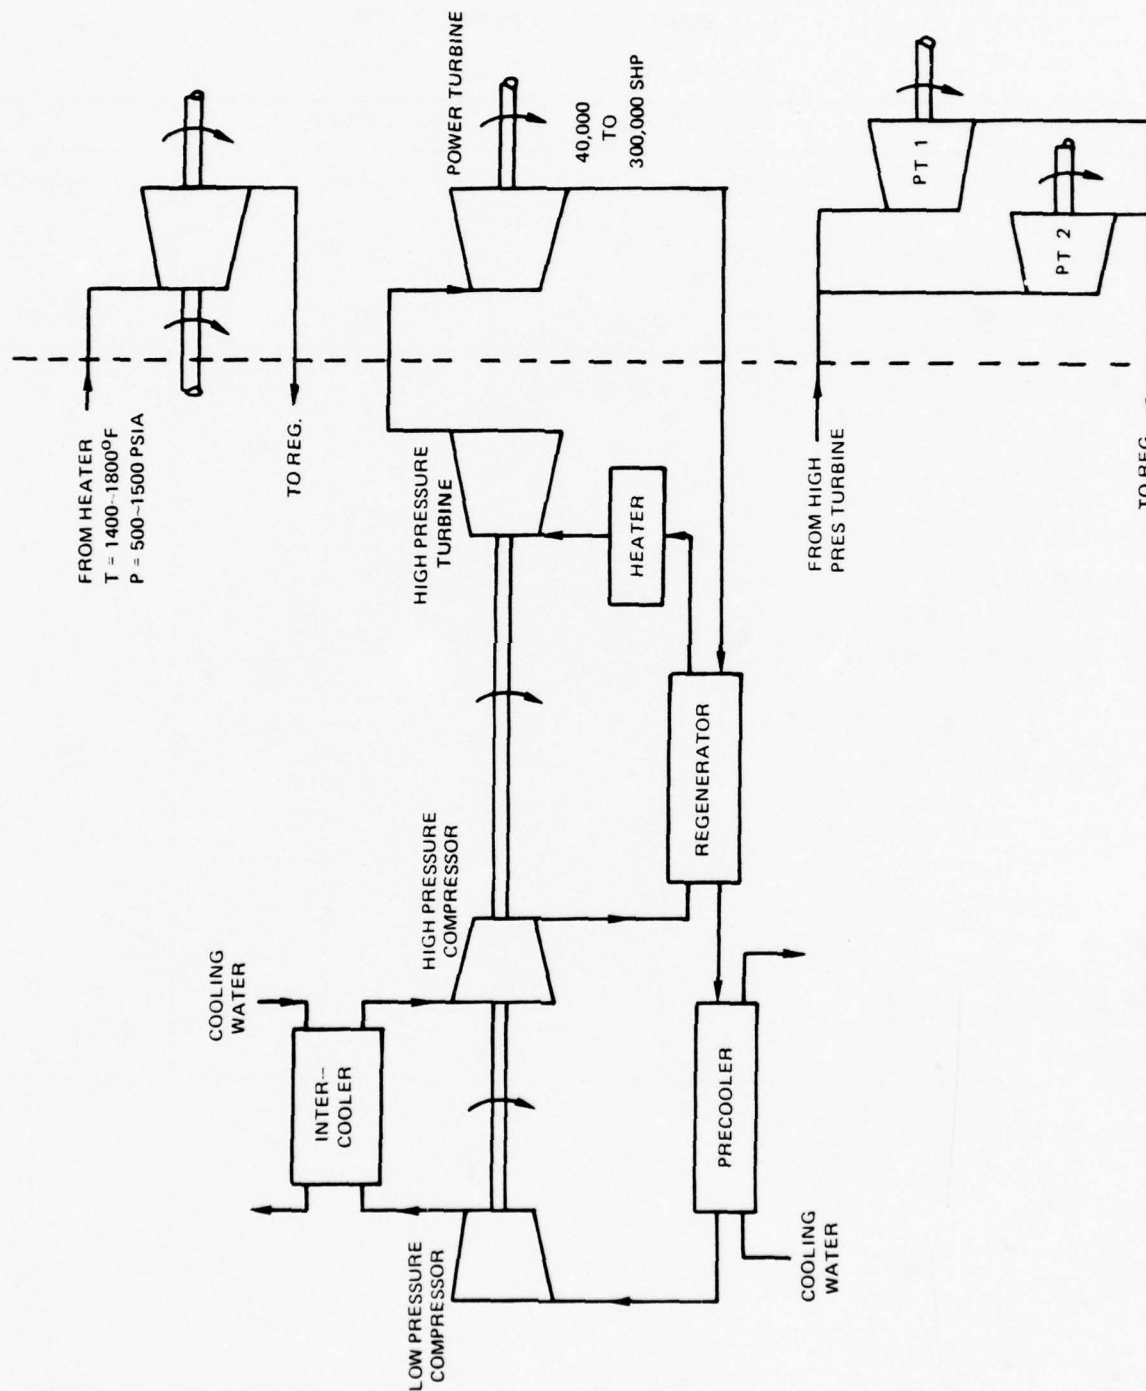 FROM HEATER
T = 1400~1800°F
P = 500~1500 PSIA
TO REG.
POWER TURBINE
40,000
TO
300,000 SHP
HIGH PRESSURE
TURBINE
HEATER
FROM HIGH
PRES TURBINE
PT 1
PT 2
TO REG
COOLING
WATER
INTER--
COOLER
HIGH PRESSURE
COMPRESSOR
REGENERATOR
LOW PRESSURE
COMPRESSOR
PRECOOLER
COOLING
WATER